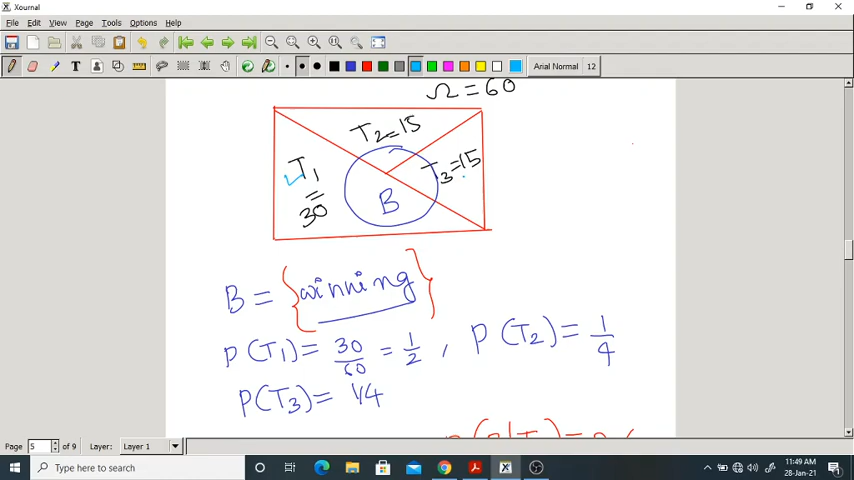 Xournal
File Edit View Page Tools Options Help
Arial Normal 12
Ω = 60
T2 = 15
T1
T3 = 15
30
B
B = {winning}
P(T1) = 30/60 = 1/2 , P(T2) = 1/4
P(T3) = 1/4
Page 5 of 9 Layer: Layer 1
Type here to search
11:49 AM
28-Jan-21